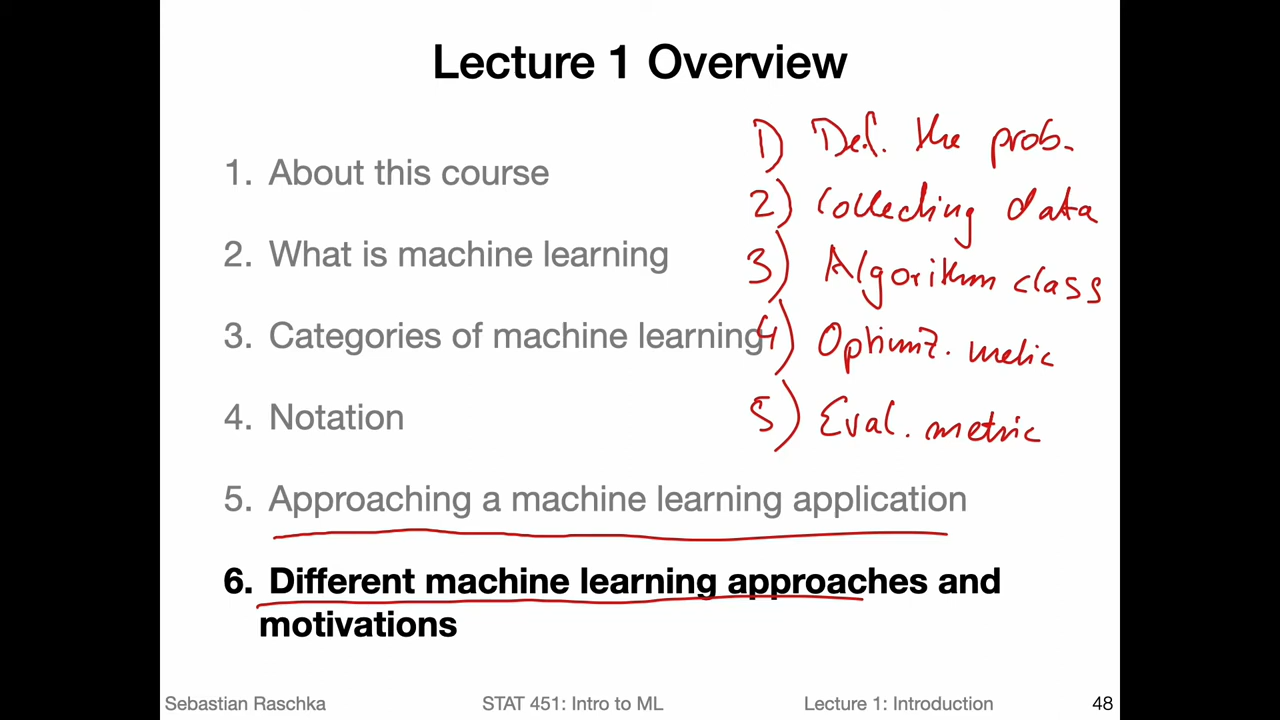 Lecture 1 Overview
1. About this course
2. What is machine learning
3. Categories of machine learning
4. Notation
5. Approaching a machine learning application
6. Different machine learning approaches and
motivations
1) Def. the prob.
2) Collecting data
3) Algorithm class
4) Optimiz. metric
5) Eval. metric
Sebastian Raschka STAT 451: Intro to ML Lecture 1: Introduction 48